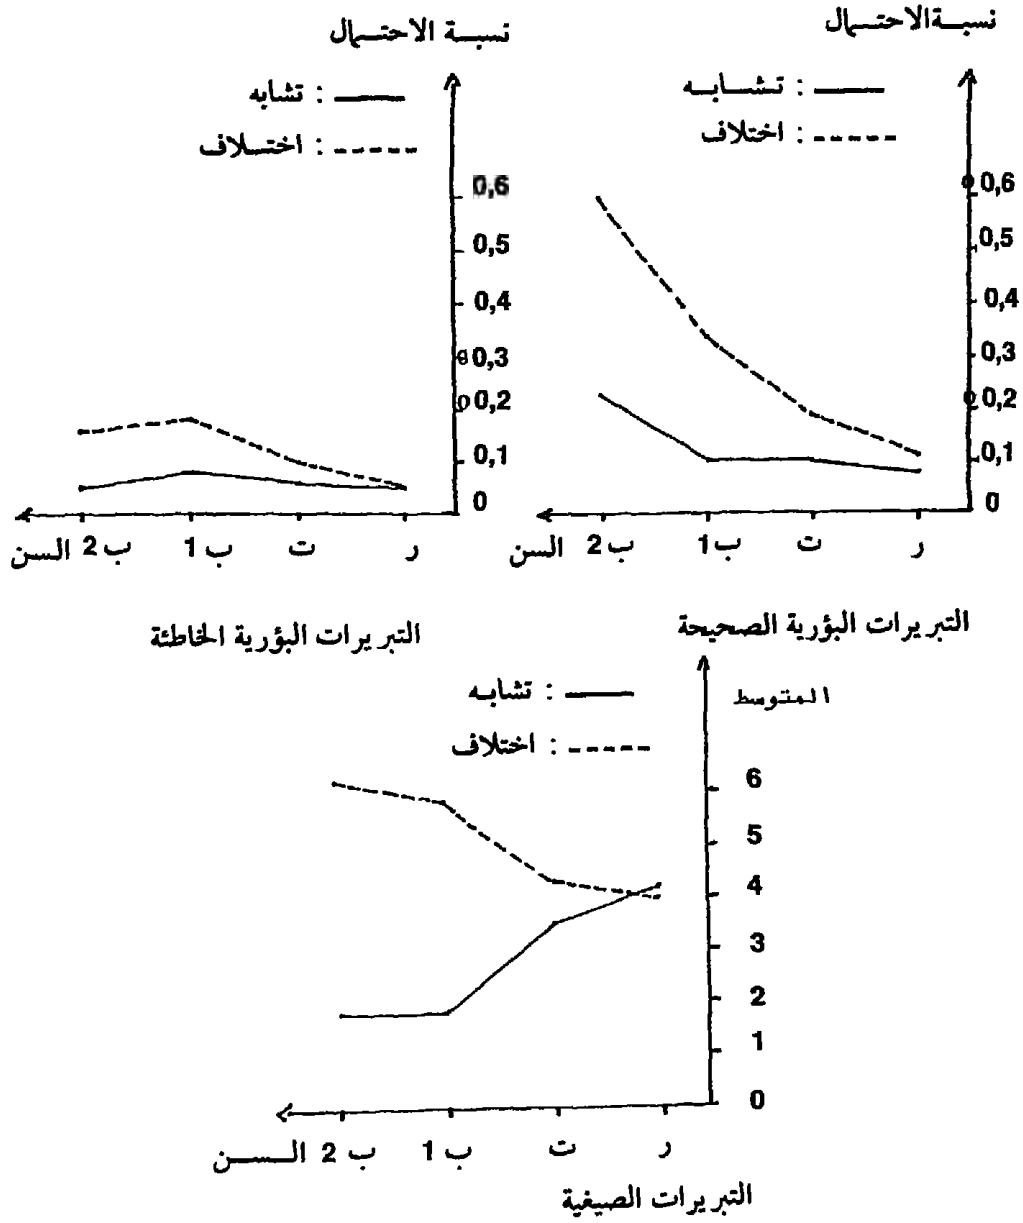 نسبة الاحتمال
تشابه : ——
اختلاف : -----
0,6
0,5
0,4
0,3
0,2
0,1
0
ر ت ب 1 ب 2 السن
التبريرات البؤرية الصحيحة
نسبة الاحتمال
تشابه : ——
اختلاف : -----
0,6
0,5
0,4
0,3
0,2
0,1
0
ر ت ب 1 ب 2 السن
التبريرات البؤرية الخاطئة
المتوسط
تشابه : ——
اختلاف : -----
6
5
4
3
2
1
0
ر ت ب 1 ب 2 السن
التبريرات الصيغية